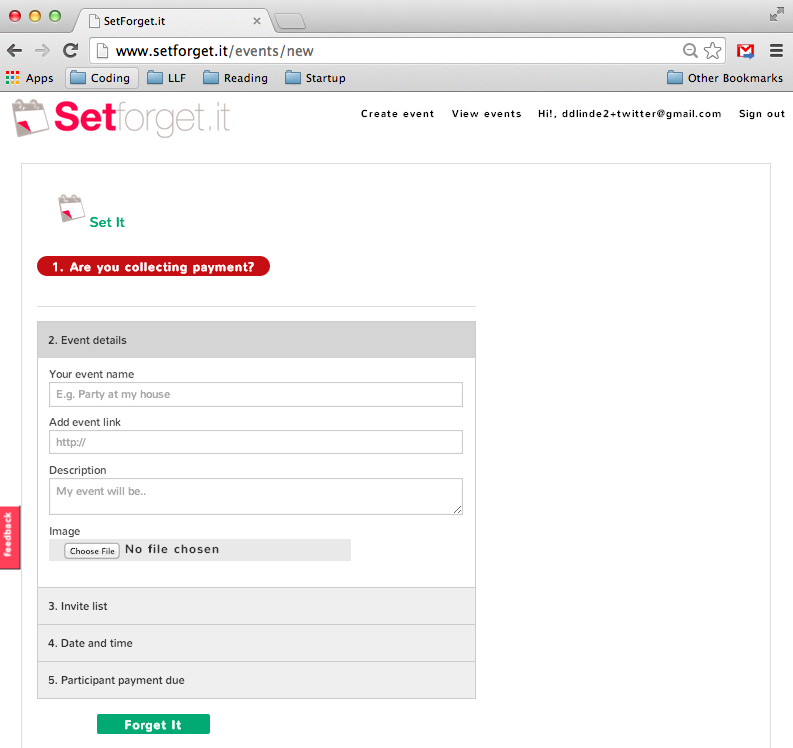 SetForget.it
www.setforget.it/events/new
Apps Coding LLF Reading Startup Other Bookmarks
Setforget.it
Create event View events Hi!, ddlinde2+twitter@gmail.com Sign out
Set It
1. Are you collecting payment?
2. Event details
Your event name
E.g. Party at my house
Add event link
http://
Description
My event will be..
Image
Choose File No file chosen
feedback
3. Invite list
4. Date and time
5. Participant payment due
Forget It